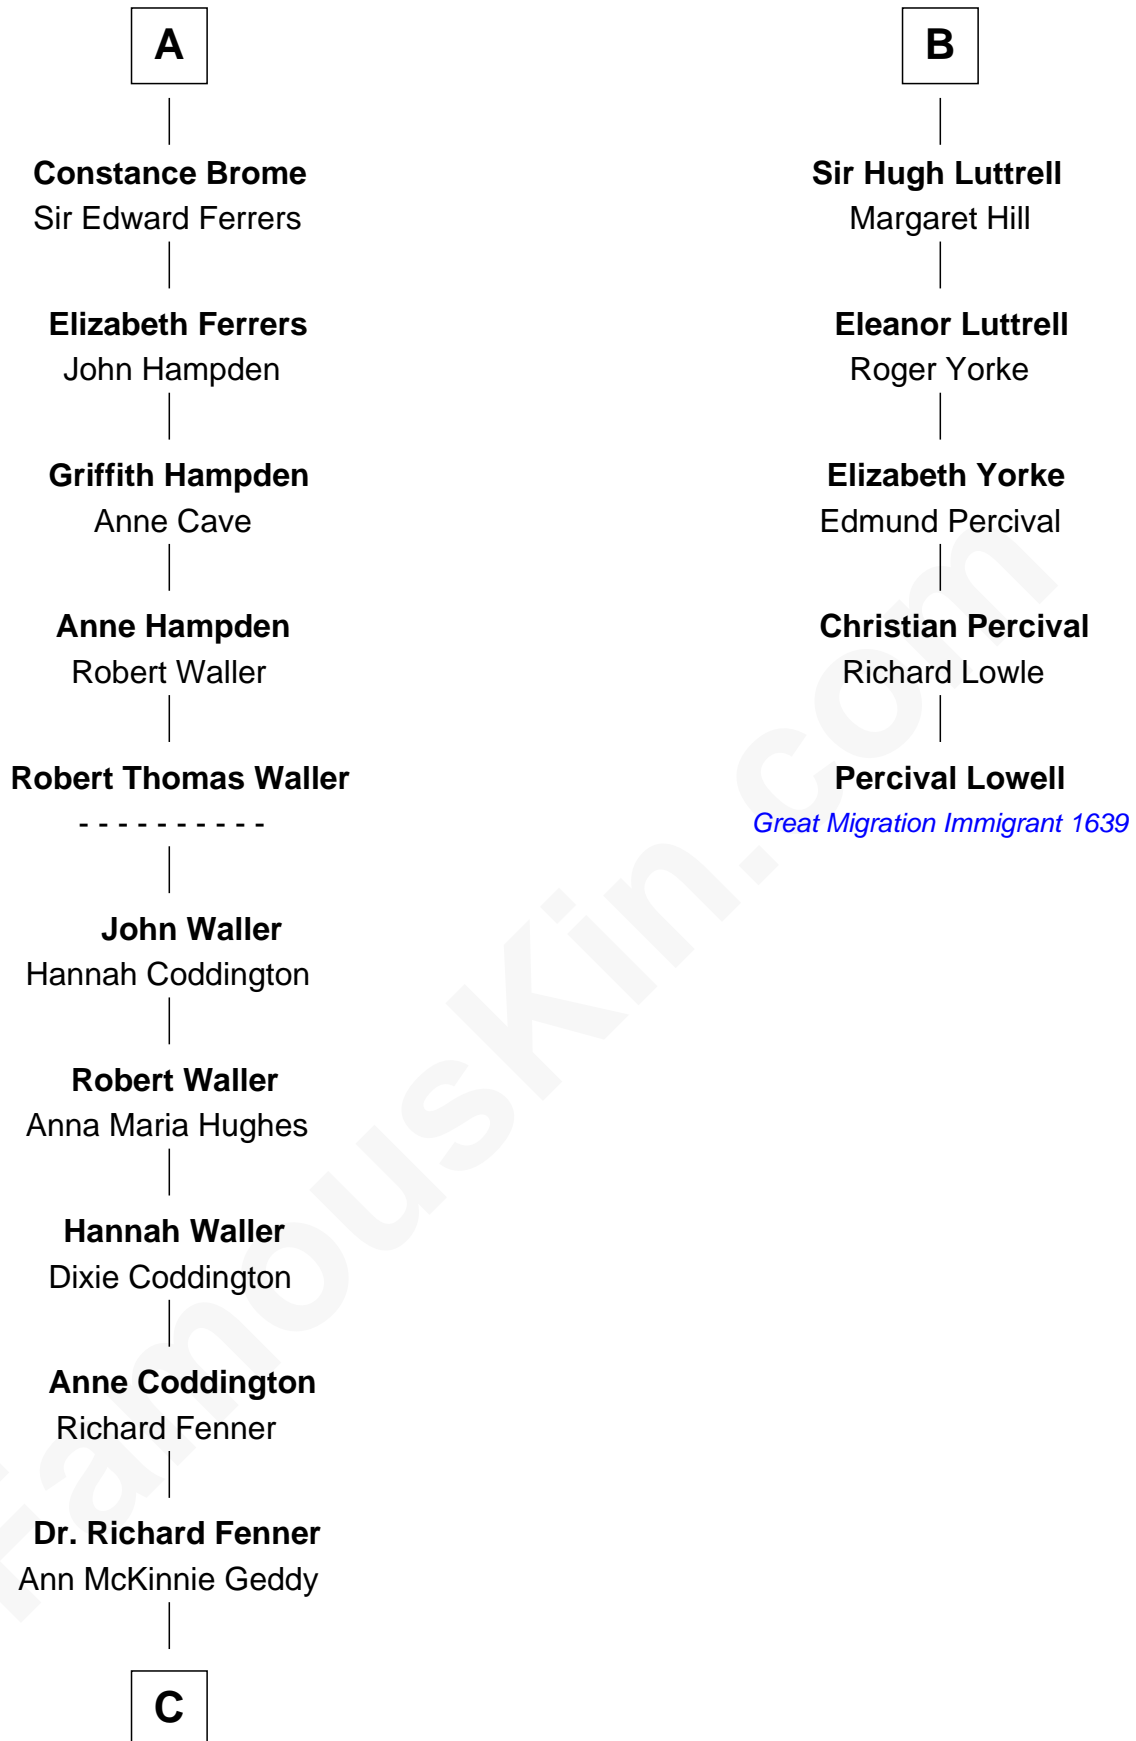 A
Constance Brome
Sir Edward Ferrers
Elizabeth Ferrers
John Hampden
Griffith Hampden
Anne Cave
Anne Hampden
Robert Waller
Robert Thomas Waller
- - - - - - - - - -
John Waller
Hannah Coddington
Robert Waller
Anna Maria Hughes
Hannah Waller
Dixie Coddington
Anne Coddington
Richard Fenner
Dr. Richard Fenner
Ann McKinnie Geddy
C
B
Sir Hugh Luttrell
Margaret Hill
Eleanor Luttrell
Roger Yorke
Elizabeth Yorke
Edmund Percival
Christian Percival
Richard Lowle
Percival Lowell
Great Migration Immigrant 1639
FamousKin.com